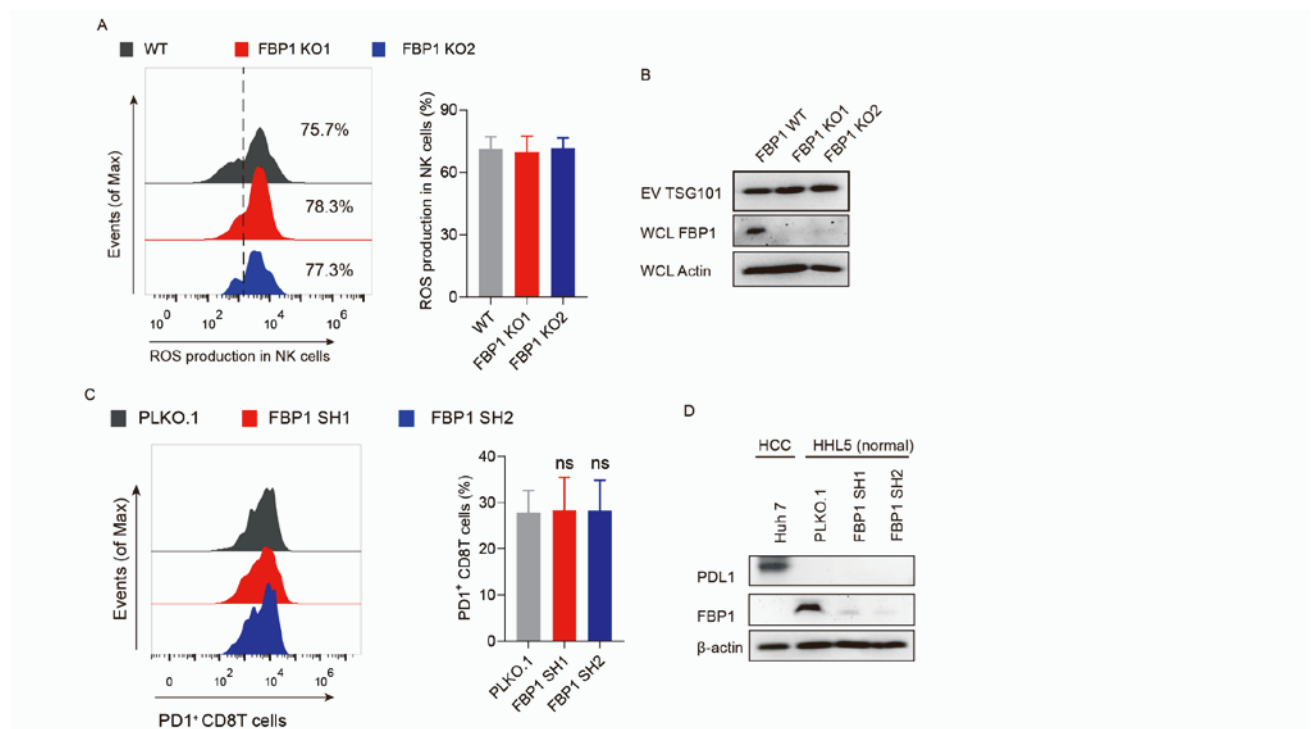 A
WT FBP1 KO1 FBP1 KO2
Events (of Max)
75.7%
78.3%
77.3%
10^0 10^2 10^4 10^6
ROS production in NK cells
ROS production in NK cells (%)
90
60
30
0
WT
FBP1 KO1
FBP1 KO2
B
FBP1 WT
FBP1 KO1
FBP1 KO2
EV TSG101
WCL FBP1
WCL Actin
C
PLKO.1 FBP1 SH1 FBP1 SH2
Events (of Max)
0 10^2 10^4 10^6
PD1⁺ CD8T cells
PD1⁺ CD8T cells (%)
40
30
20
10
0
ns ns
PLKO.1
FBP1 SH1
FBP1 SH2
D
HCC HHL5 (normal)
Huh 7
PLKO.1
FBP1 SH1
FBP1 SH2
PDL1
FBP1
β-actin